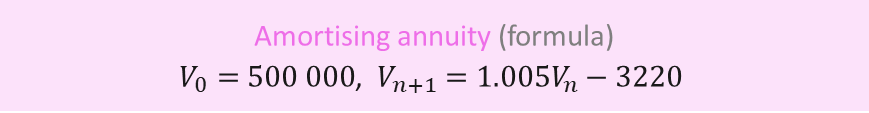 Amortising annuity (formula)
V₀ = 500 000, Vₙ₊₁ = 1.005Vₙ − 3220